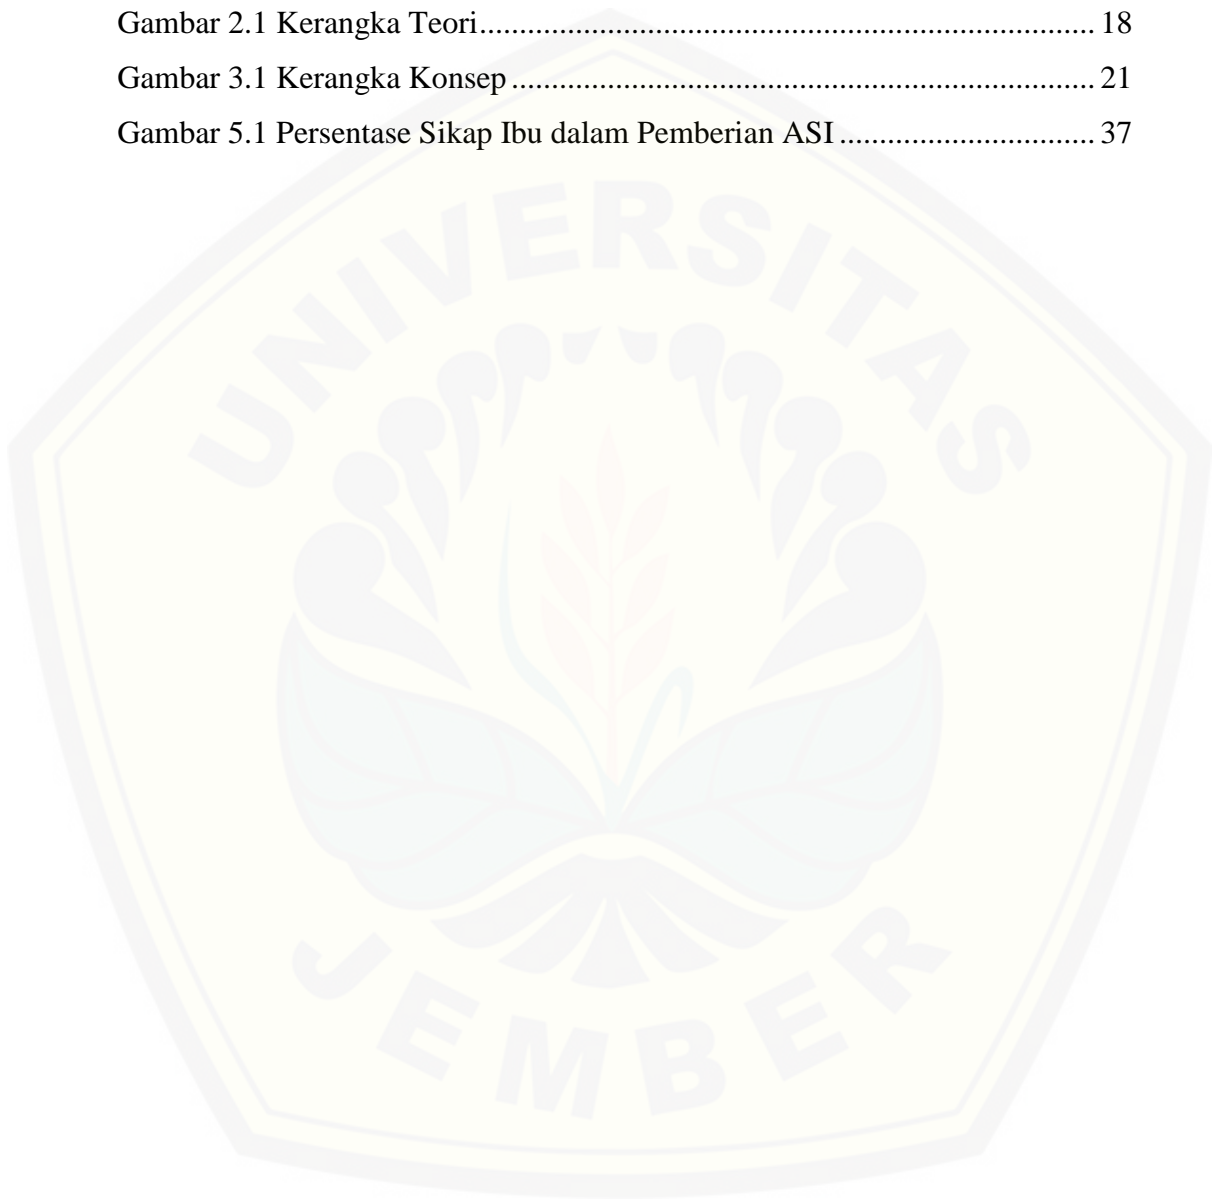 Gambar 2.1 Kerangka Teori........................................................................... 18
Gambar 3.1 Kerangka Konsep ....................................................................... 21
Gambar 5.1 Persentase Sikap Ibu dalam Pemberian ASI ............................... 37
UNIVERSITAS
JEMBER